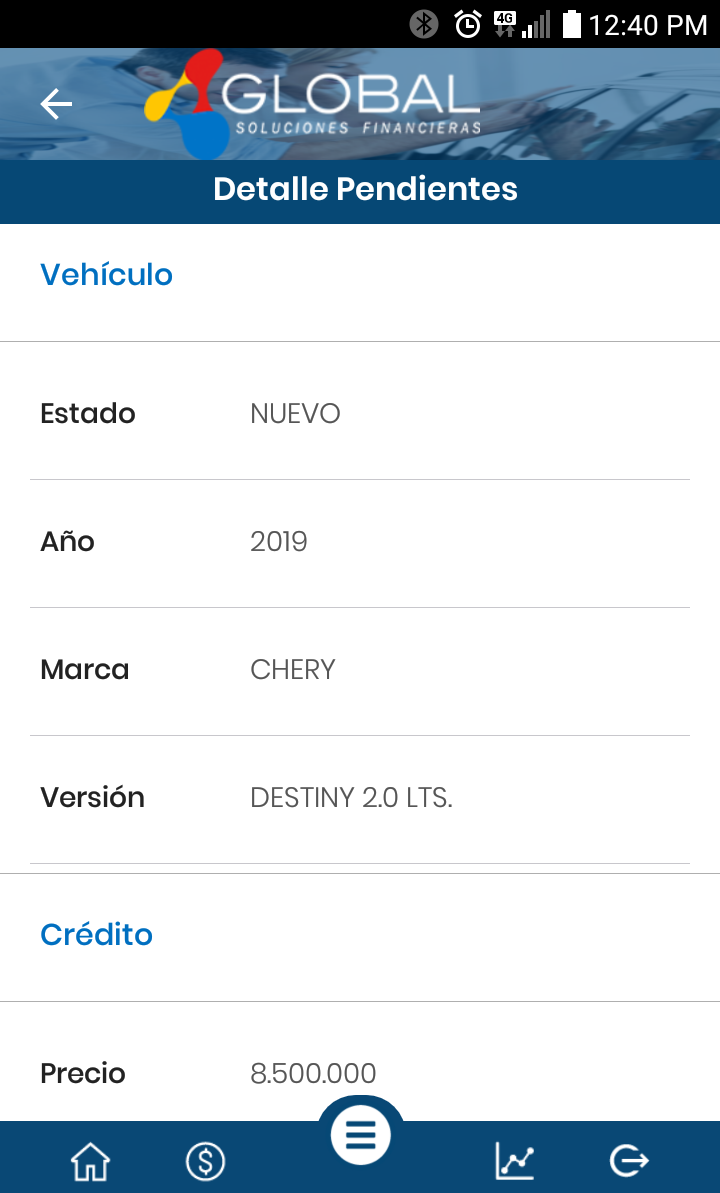 4G 12:40 PM
GLOBAL
SOLUCIONES FINANCIERAS
Detalle Pendientes
Vehículo
Estado NUEVO
Año 2019
Marca CHERY
Versión DESTINY 2.0 LTS.
Crédito
Precio 8.500.000